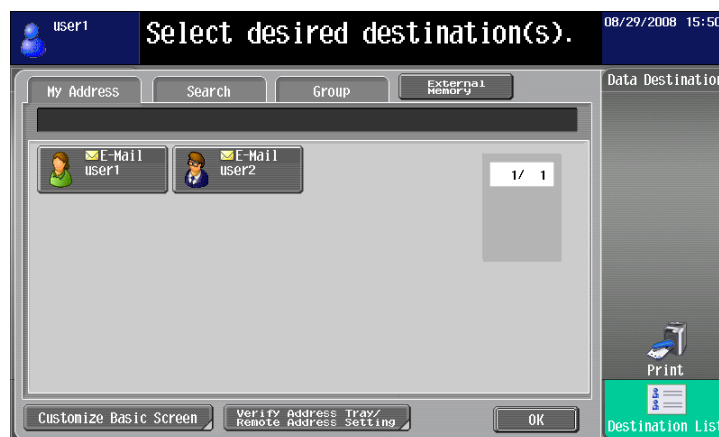 user1
Select desired destination(s).
08/29/2008 15:50
My Address
Search
Group
External
Memory
Data Destination
E-Mail
user1
E-Mail
user2
1/ 1
Print
Customize Basic Screen
Verify Address Tray/
Remote Address Setting
OK
Destination List